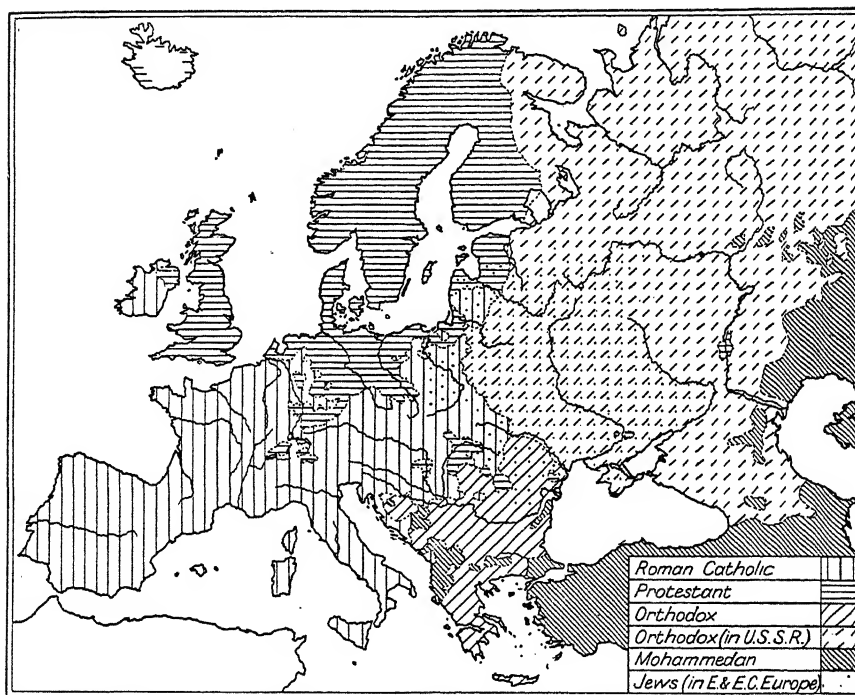 Roman Catholic
Protestant
Orthodox
Orthodox (in U.S.S.R.)
Mohammedan
Jews (in E. & E.C. Europe)